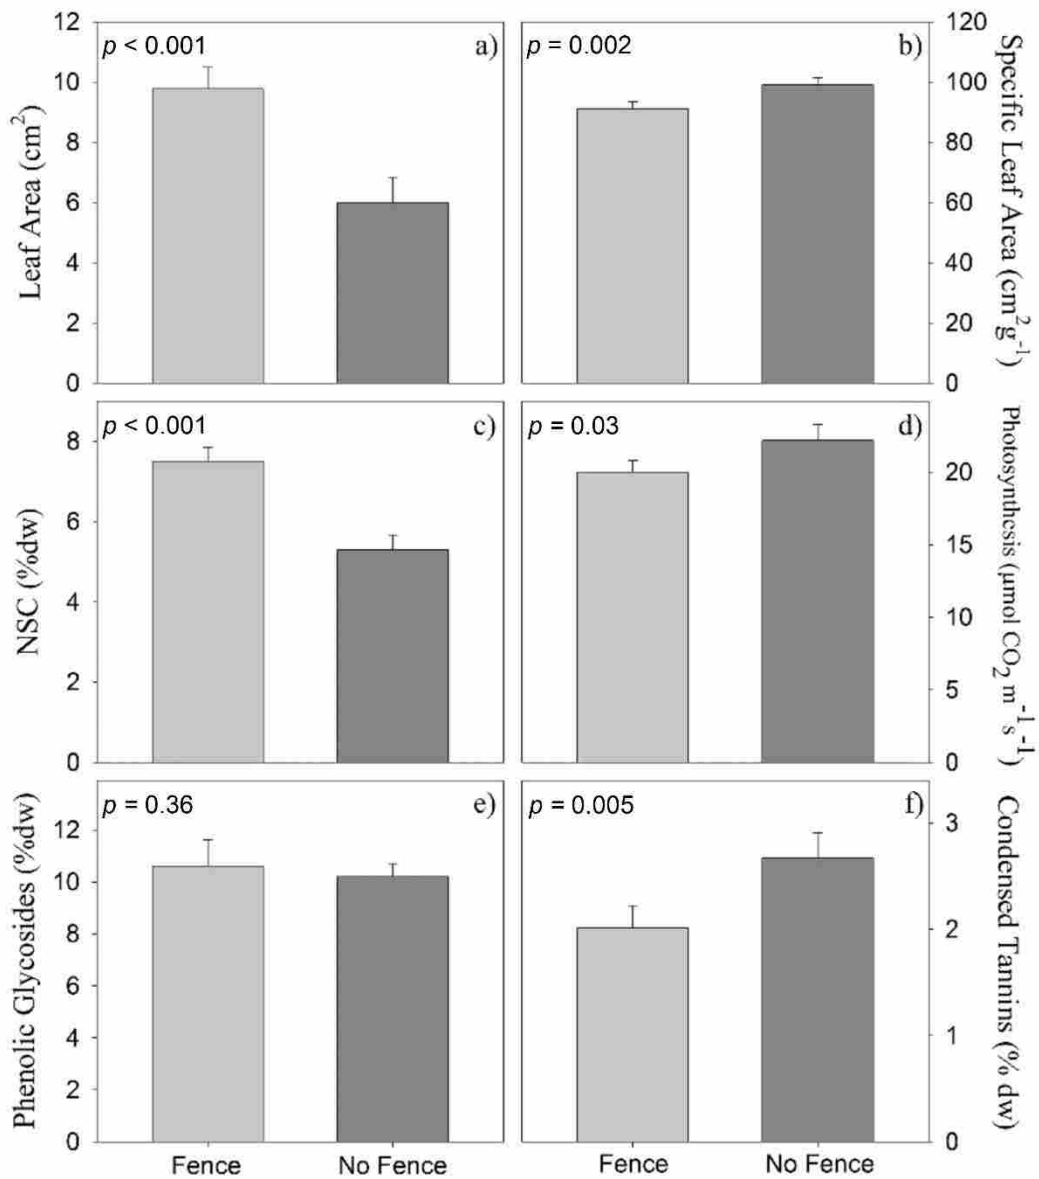 Leaf Area (cm²)
12
10
8
6
4
2
0
p < 0.001
a)
p = 0.002
b)
120
100
80
60
40
20
0
Specific Leaf Area (cm²g⁻¹)
NSC (%dw)
8
6
4
2
0
p < 0.001
c)
p = 0.03
d)
20
15
10
5
0
Photosynthesis (μmol CO₂ m⁻¹s⁻¹)
Phenolic Glycosides (%dw)
12
10
8
6
4
2
0
p = 0.36
e)
p = 0.005
f)
3
2
1
0
Condensed Tannins (% dw)
Fence
No Fence
Fence
No Fence